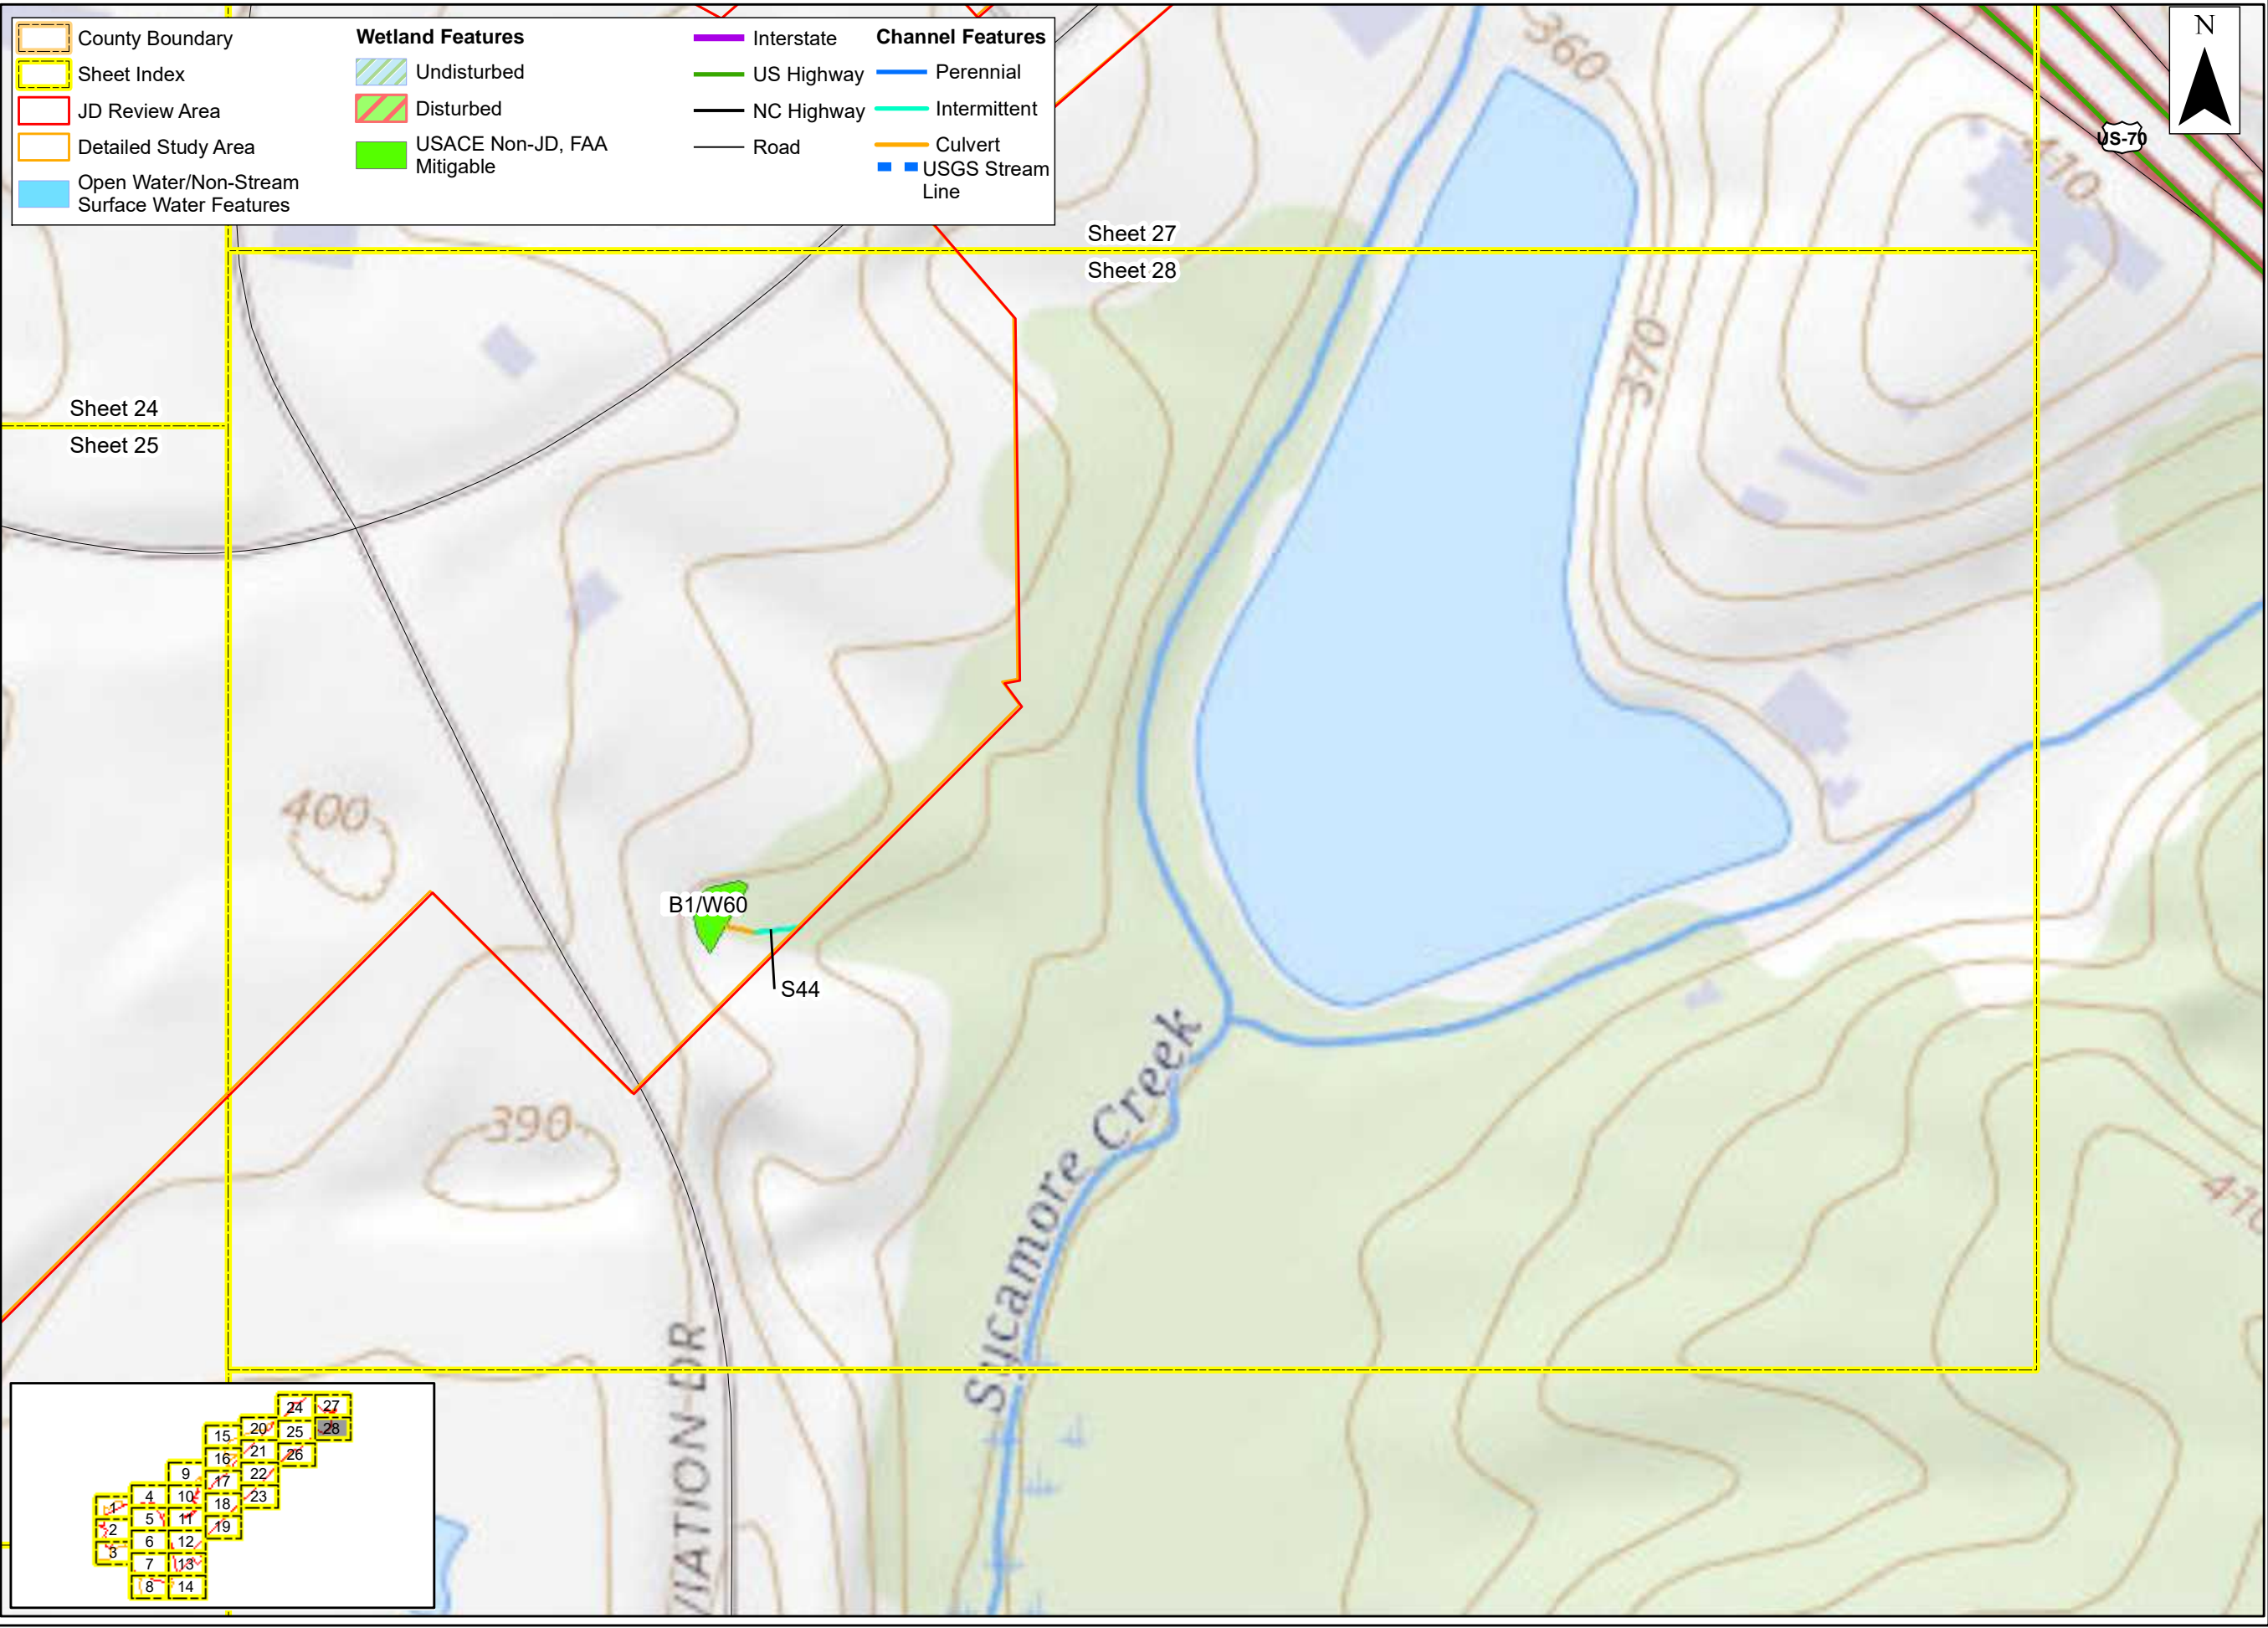 County Boundary
Sheet Index
JD Review Area
Detailed Study Area
Open Water/Non-Stream
Surface Water Features
Wetland Features
Undisturbed
Disturbed
USACE Non-JD, FAA
Mitigable
Interstate
US Highway
NC Highway
Road
Channel Features
Perennial
Intermittent
Culvert
USGS Stream
Line
N
US-70
360
410
Sheet 27
Sheet 28
370
Sheet 24
Sheet 25
400
B1/W60
S44
390
Sycamore Creek
410
VIATION DR
24
27
15
20
25
28
16
21
26
9
17
22
4
10
18
23
1
5
11
19
2
6
12
3
7
13
8
14